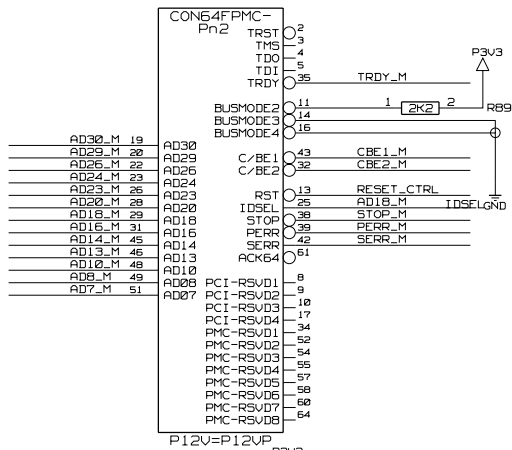 CON64FPMC-
Pn2
TRST 2
TMS 3
TDO 4
TDI 5
TRDY 35 TRDY_M
P3V3
BUSMODE2 11 1 2K2 2 R89
BUSMODE3 14
BUSMODE4 16
AD30_M 19 AD30
AD29_M 20 AD29 C/BE1 43 CBE1_M
AD26_M 22 AD26 C/BE2 32 CBE2_M
AD24_M 23 AD24
AD23_M 26 AD23 RST 13 RESET_CTRL
AD20_M 28 AD20 IDSEL 25 AD18_M IDSEL GND
AD18_M 29 AD18 STOP 38 STOP_M
AD16_M 31 AD16 PERR 39 PERR_M
AD14_M 45 AD14 SERR 42 SERR_M
AD13_M 46 AD13 ACK64 61
AD10_M 48 AD10
AD8_M 49 AD08 PCI-RSVD1 8
AD7_M 51 AD07 PCI-RSVD2 9
PCI-RSVD3 10
PCI-RSVD4 17
PMC-RSVD1 34
PMC-RSVD2 52
PMC-RSVD3 54
PMC-RSVD4 55
PMC-RSVD5 57
PMC-RSVD6 58
PMC-RSVD7 60
PMC-RSVD8 64
P12V=P12VP